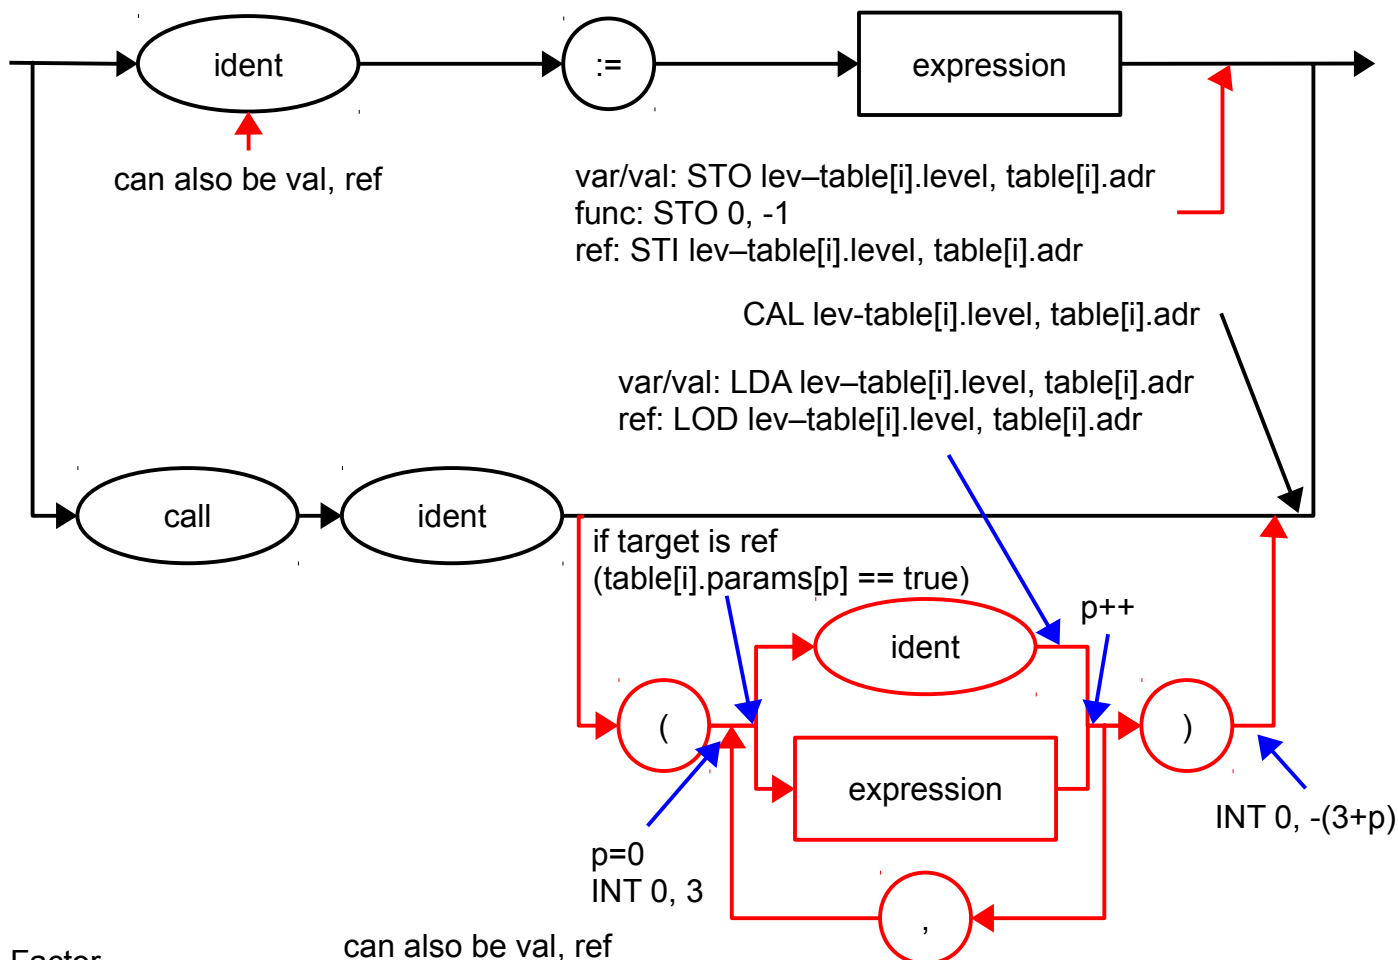 ident
:=
expression
can also be val, ref
var/val: STO lev–table[i].level, table[i].adr
func: STO 0, -1
ref: STI lev–table[i].level, table[i].adr
CAL lev-table[i].level, table[i].adr
var/val: LDA lev–table[i].level, table[i].adr
ref: LOD lev–table[i].level, table[i].adr
call
ident
if target is ref
(table[i].params[p] == true)
p++
ident
(
)
expression
INT 0, -(3+p)
p=0
INT 0, 3
,
can also be val, ref
Factor